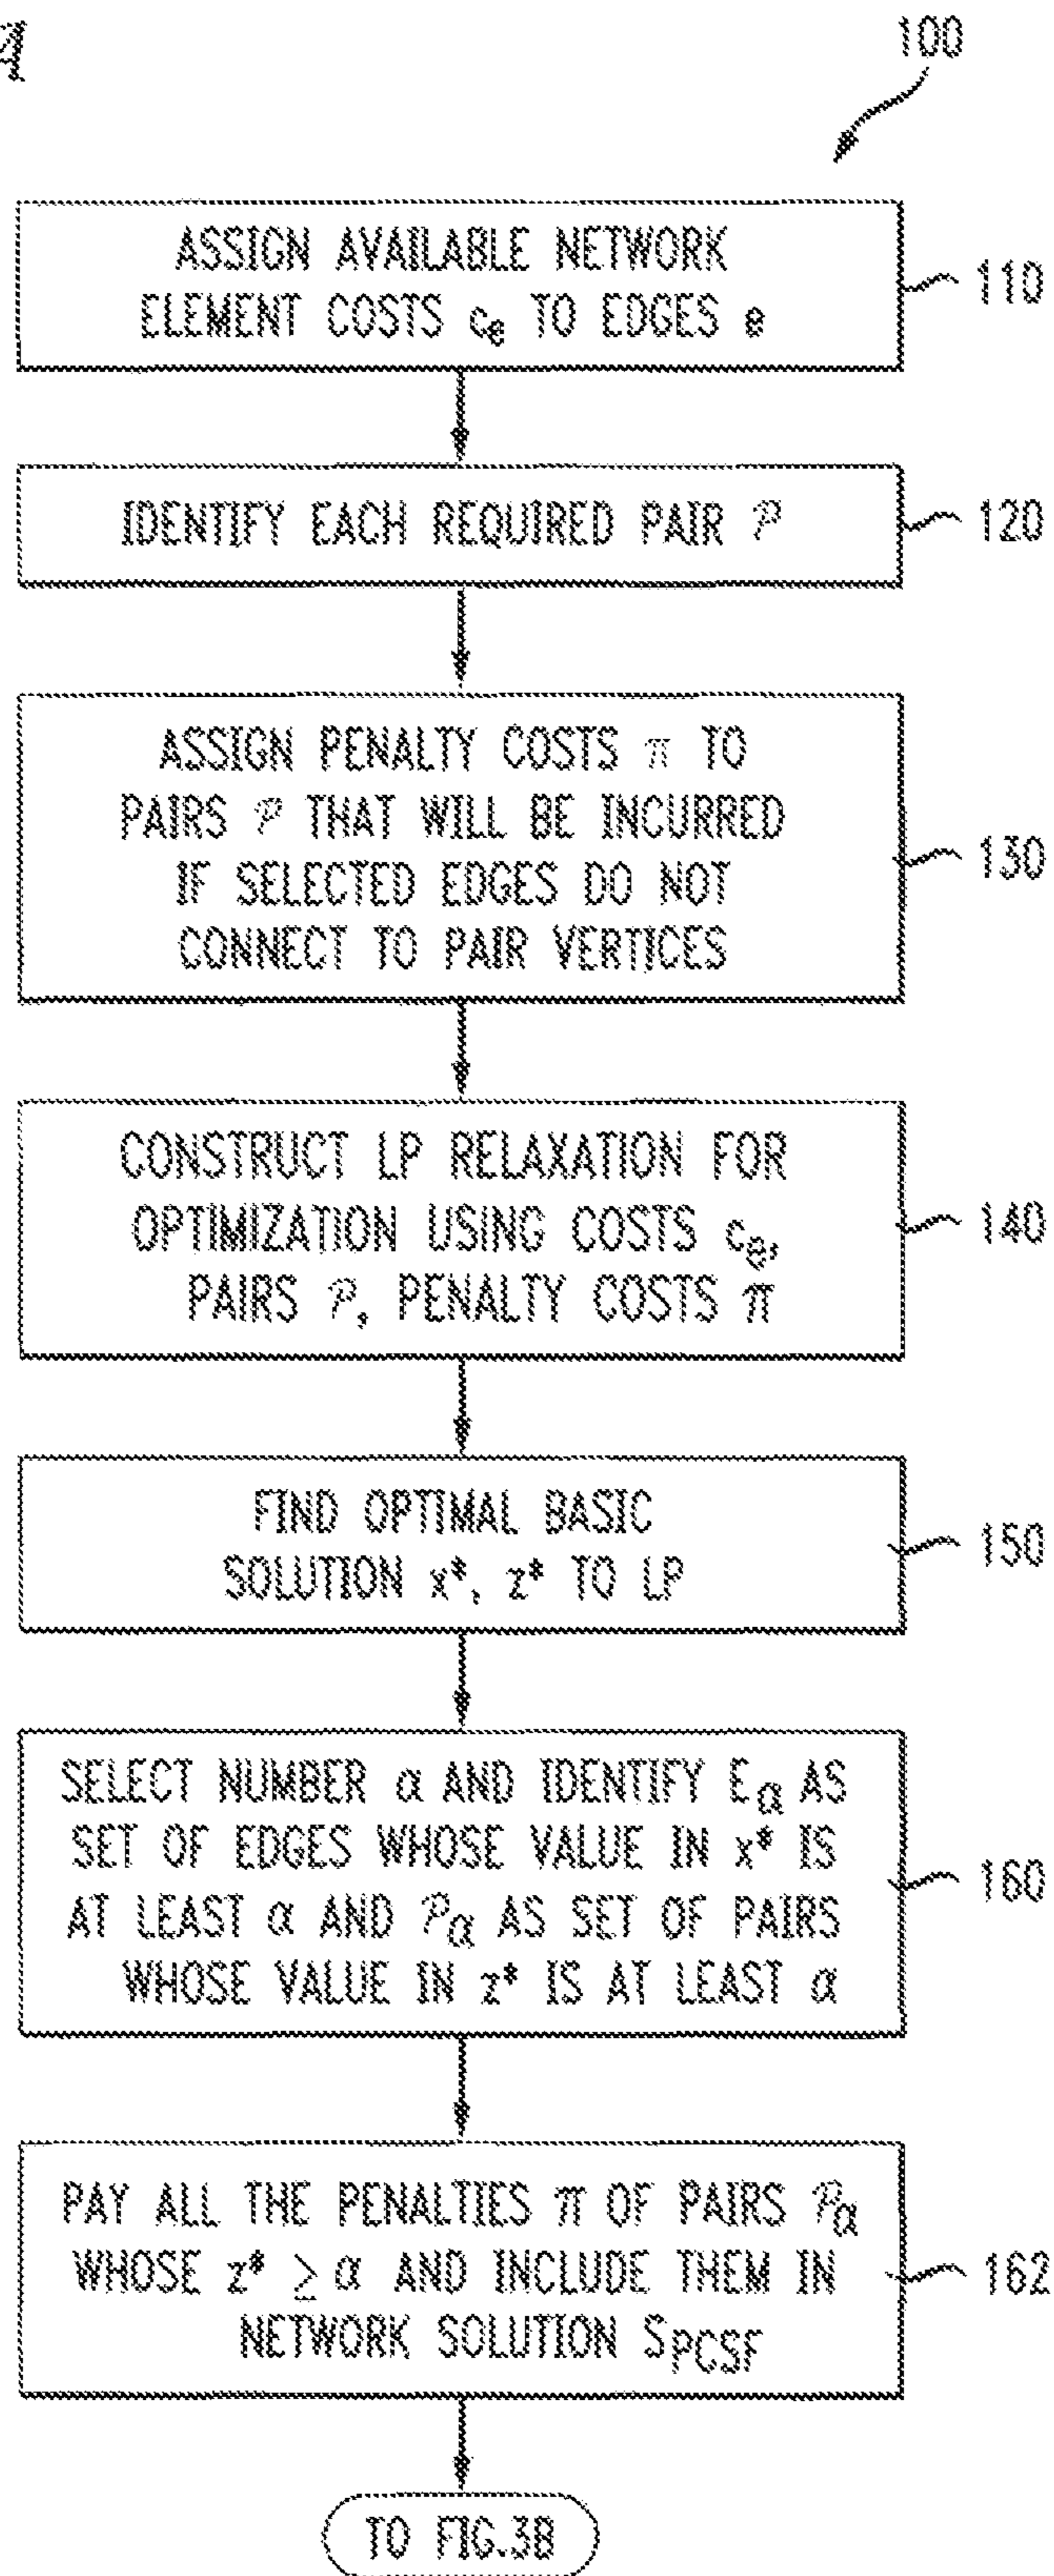 100
ASSIGN AVAILABLE NETWORK
ELEMENT COSTS cₑ TO EDGES e
110
IDENTIFY EACH REQUIRED PAIR 𝒫
120
ASSIGN PENALTY COSTS π TO
PAIRS 𝒫 THAT WILL BE INCURRED
IF SELECTED EDGES DO NOT
CONNECT TO PAIR VERTICES
130
CONSTRUCT LP RELAXATION FOR
OPTIMIZATION USING COSTS cₑ,
PAIRS 𝒫, PENALTY COSTS π
140
FIND OPTIMAL BASIC
SOLUTION x*, z* TO LP
150
SELECT NUMBER α AND IDENTIFY Eα AS
SET OF EDGES WHOSE VALUE IN x* IS
AT LEAST α AND 𝒫α AS SET OF PAIRS
WHOSE VALUE IN z* IS AT LEAST α
160
PAY ALL THE PENALTIES π OF PAIRS 𝒫α
WHOSE z* ≥ α AND INCLUDE THEM IN
NETWORK SOLUTION SPCSF
162
TO FIG.3B